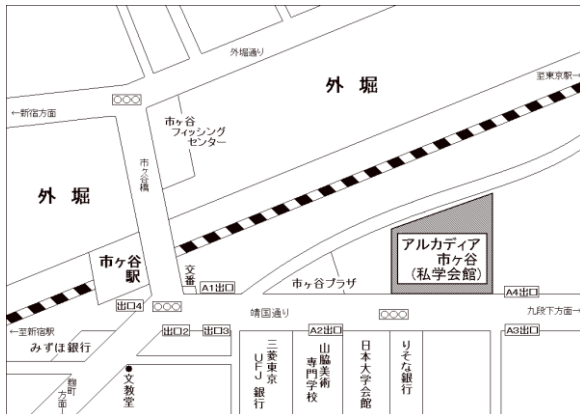 外堀通り
至東京駅→
外 堀
←新宿方面
市ヶ谷
フィッシング
センター
市ヶ谷橋
外 堀
アルカディア
市ヶ谷
(私学会館)
市ヶ谷
駅
交番
A1出口
市ヶ谷プラザ
A4出口
出口4
靖国通り
九段下方面→
←至新宿駅
出口2
出口3
A2出口
A3出口
みずほ銀行
麹町方面
文教堂
三菱東京
UFJ銀行
山脇美術
専門学校
日本大学会館
りそな銀行